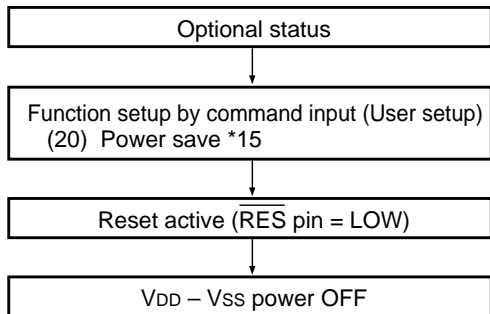 Optional status
Function setup by command input (User setup)
(20) Power save *15
Reset active (RES pin = LOW)
VDD – VSS power OFF